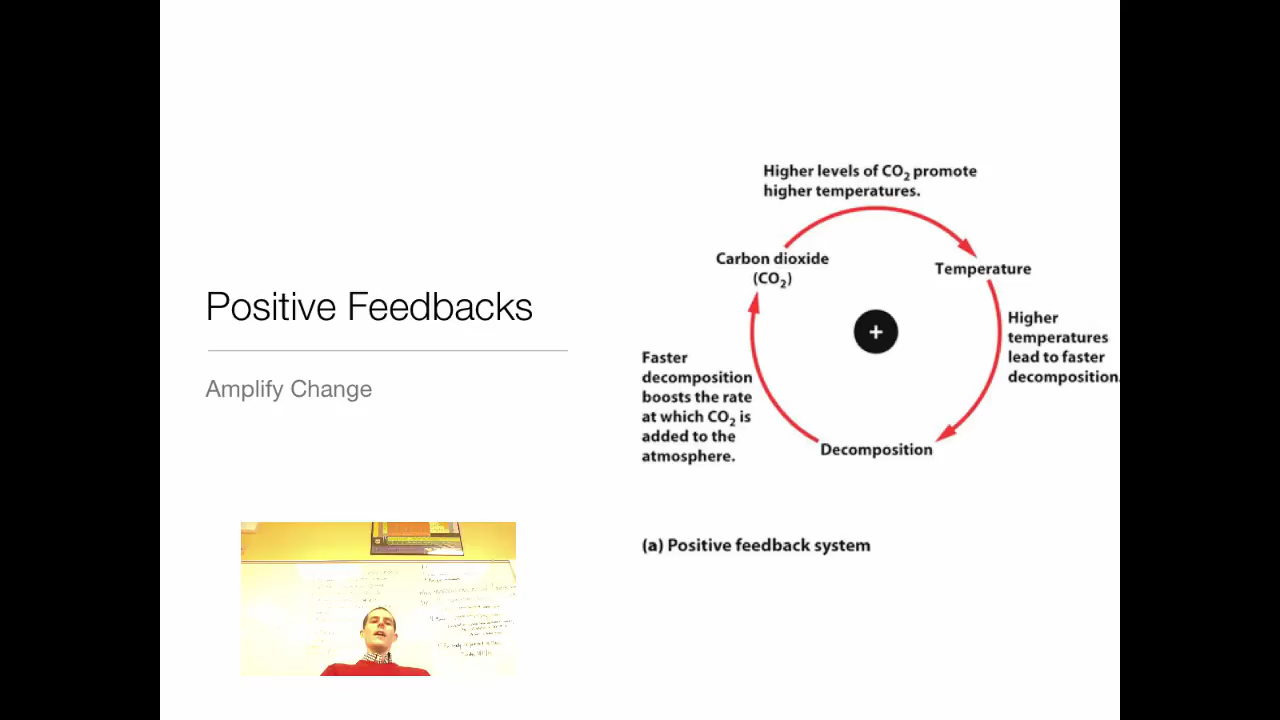 Positive Feedbacks
Amplify Change
Higher levels of CO₂ promote
higher temperatures.
Carbon dioxide
(CO₂)
Temperature
Higher
temperatures
lead to faster
decomposition.
+
Faster
decomposition
boosts the rate
at which CO₂ is
added to the
atmosphere.
Decomposition
(a) Positive feedback system